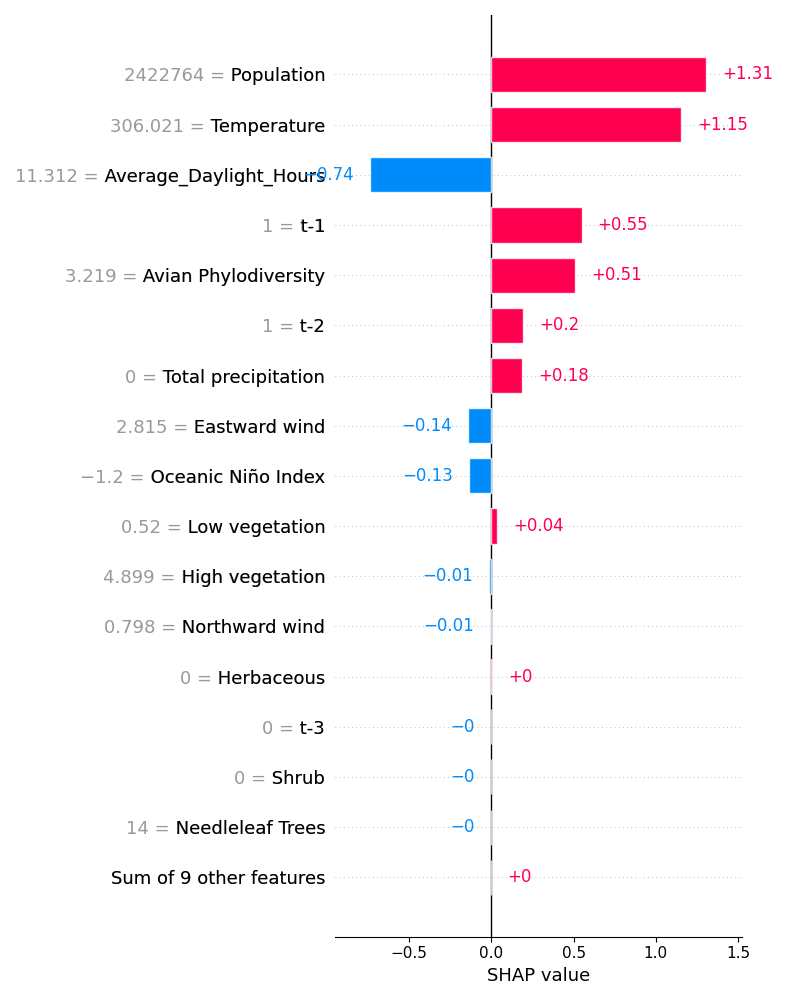 2422764 = Population +1.31
306.021 = Temperature +1.15
11.312 = Average_Daylight_Hours −0.74
1 = t-1 +0.55
3.219 = Avian Phylodiversity +0.51
1 = t-2 +0.2
0 = Total precipitation +0.18
2.815 = Eastward wind −0.14
−1.2 = Oceanic Niño Index −0.13
0.52 = Low vegetation +0.04
4.899 = High vegetation −0.01
0.798 = Northward wind −0.01
0 = Herbaceous +0
0 = t-3 −0
0 = Shrub −0
14 = Needleleaf Trees −0
Sum of 9 other features +0
−0.5 0.0 0.5 1.0 1.5
SHAP value